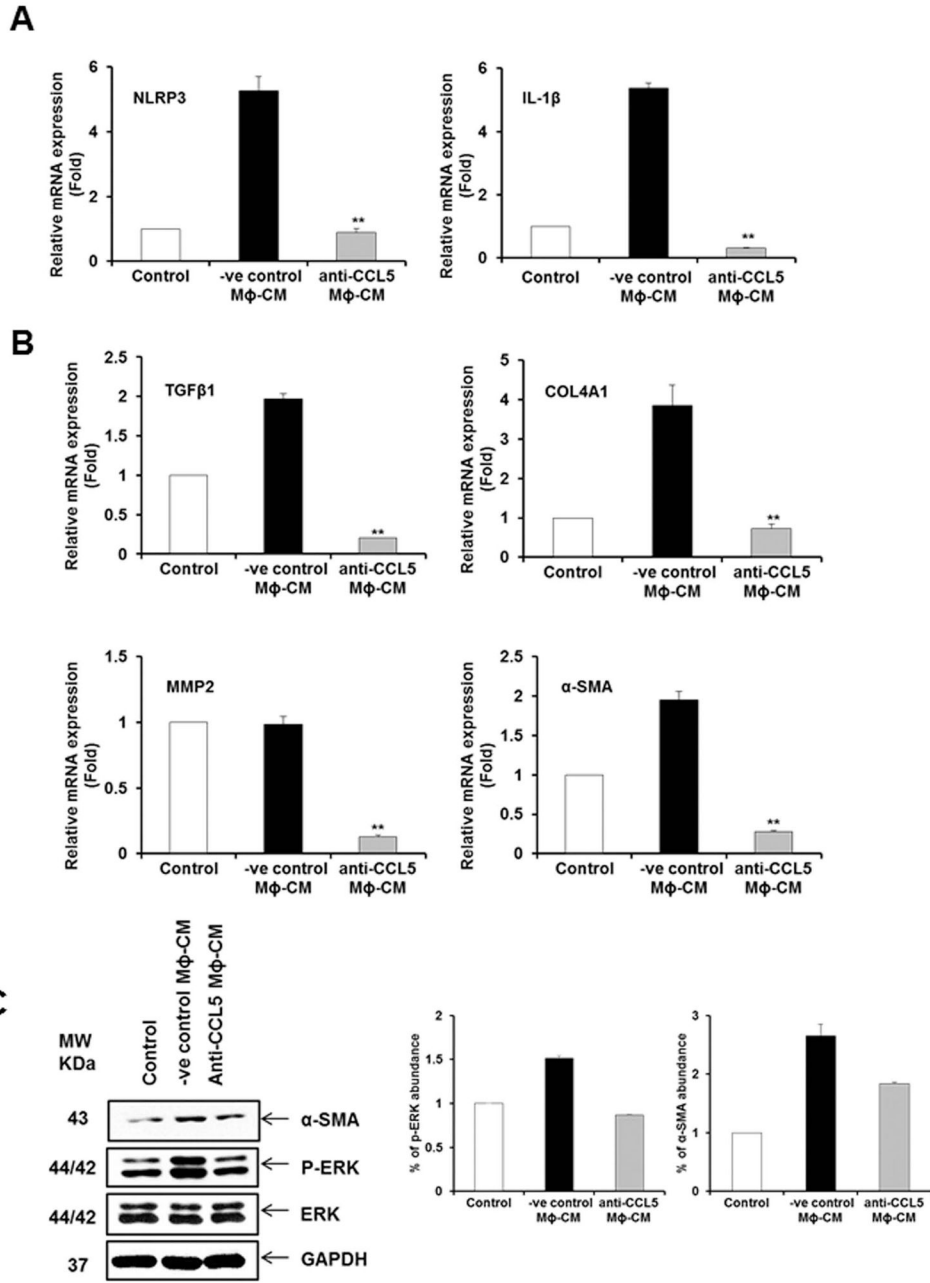 A
Relative mRNA expression
(Fold)
6
4
2
0
NLRP3
**
Control
-ve control
Mϕ-CM
anti-CCL5
Mϕ-CM
Relative mRNA expression
(Fold)
6
4
2
0
IL-1β
**
Control
-ve control
Mϕ-CM
anti-CCL5
Mϕ-CM
B
Relative mRNA expression
(Fold)
2.5
2
1
1
0.5
0
TGFβ1
**
Control
-ve control
Mϕ-CM
anti-CCL5
Mϕ-CM
Relative mRNA expression
(Fold)
5
4
3
2
1
0
COL4A1
**
Control
-ve control
Mϕ-CM
anti-CCL5
Mϕ-CM
Relative mRNA expression
(Fold)
1.5
1
0.5
0
MMP2
**
Control
-ve control
Mϕ-CM
anti-CCL5
Mϕ-CM
Relative mRNA expression
(Fold)
2.5
2
1
1
0.5
0
α-SMA
**
Control
-ve control
Mϕ-CM
anti-CCL5
Mϕ-CM
C
MW
KDa
Control
-ve control Mϕ-CM
Anti-CCL5 Mϕ-CM
43
α-SMA
44/42
P-ERK
44/42
ERK
37
GAPDH
% of p-ERK abundance
2
1.5
1
0.5
0
Control
-ve control
Mϕ-CM
anti-CCL5
Mϕ-CM
% of α-SMA abundance
3
2
1
0
Control
-ve control
Mϕ-CM
anti-CCL5
Mϕ-CM